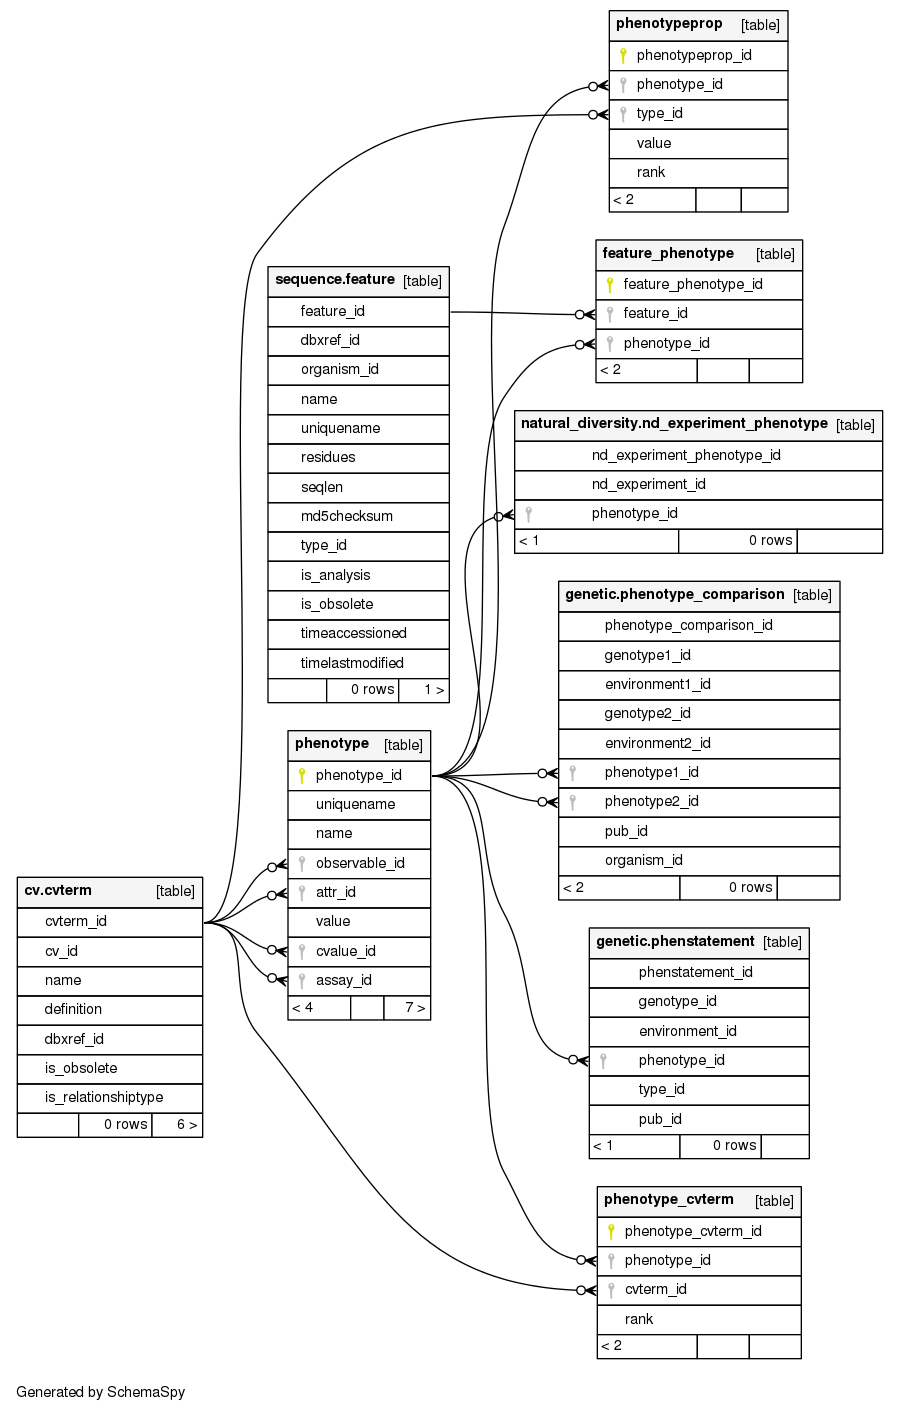 phenotypeprop [table]
phenotypeprop_id
phenotype_id
type_id
value
rank
< 2
feature_phenotype [table]
feature_phenotype_id
feature_id
phenotype_id
< 2
sequence.feature [table]
feature_id
dbxref_id
organism_id
name
uniquename
residues
seqlen
md5checksum
type_id
is_analysis
is_obsolete
timeaccessioned
timelastmodified
0 rows 1 >
natural_diversity.nd_experiment_phenotype [table]
nd_experiment_phenotype_id
nd_experiment_id
phenotype_id
< 1 0 rows
genetic.phenotype_comparison [table]
phenotype_comparison_id
genotype1_id
environment1_id
genotype2_id
environment2_id
phenotype1_id
phenotype2_id
pub_id
organism_id
< 2 0 rows
phenotype [table]
phenotype_id
uniquename
name
observable_id
attr_id
value
cvalue_id
assay_id
< 4 7 >
cv.cvterm [table]
cvterm_id
cv_id
name
definition
dbxref_id
is_obsolete
is_relationshiptype
0 rows 6 >
genetic.phenstatement [table]
phenstatement_id
genotype_id
environment_id
phenotype_id
type_id
pub_id
< 1 0 rows
phenotype_cvterm [table]
phenotype_cvterm_id
phenotype_id
cvterm_id
rank
< 2
Generated by SchemaSpy